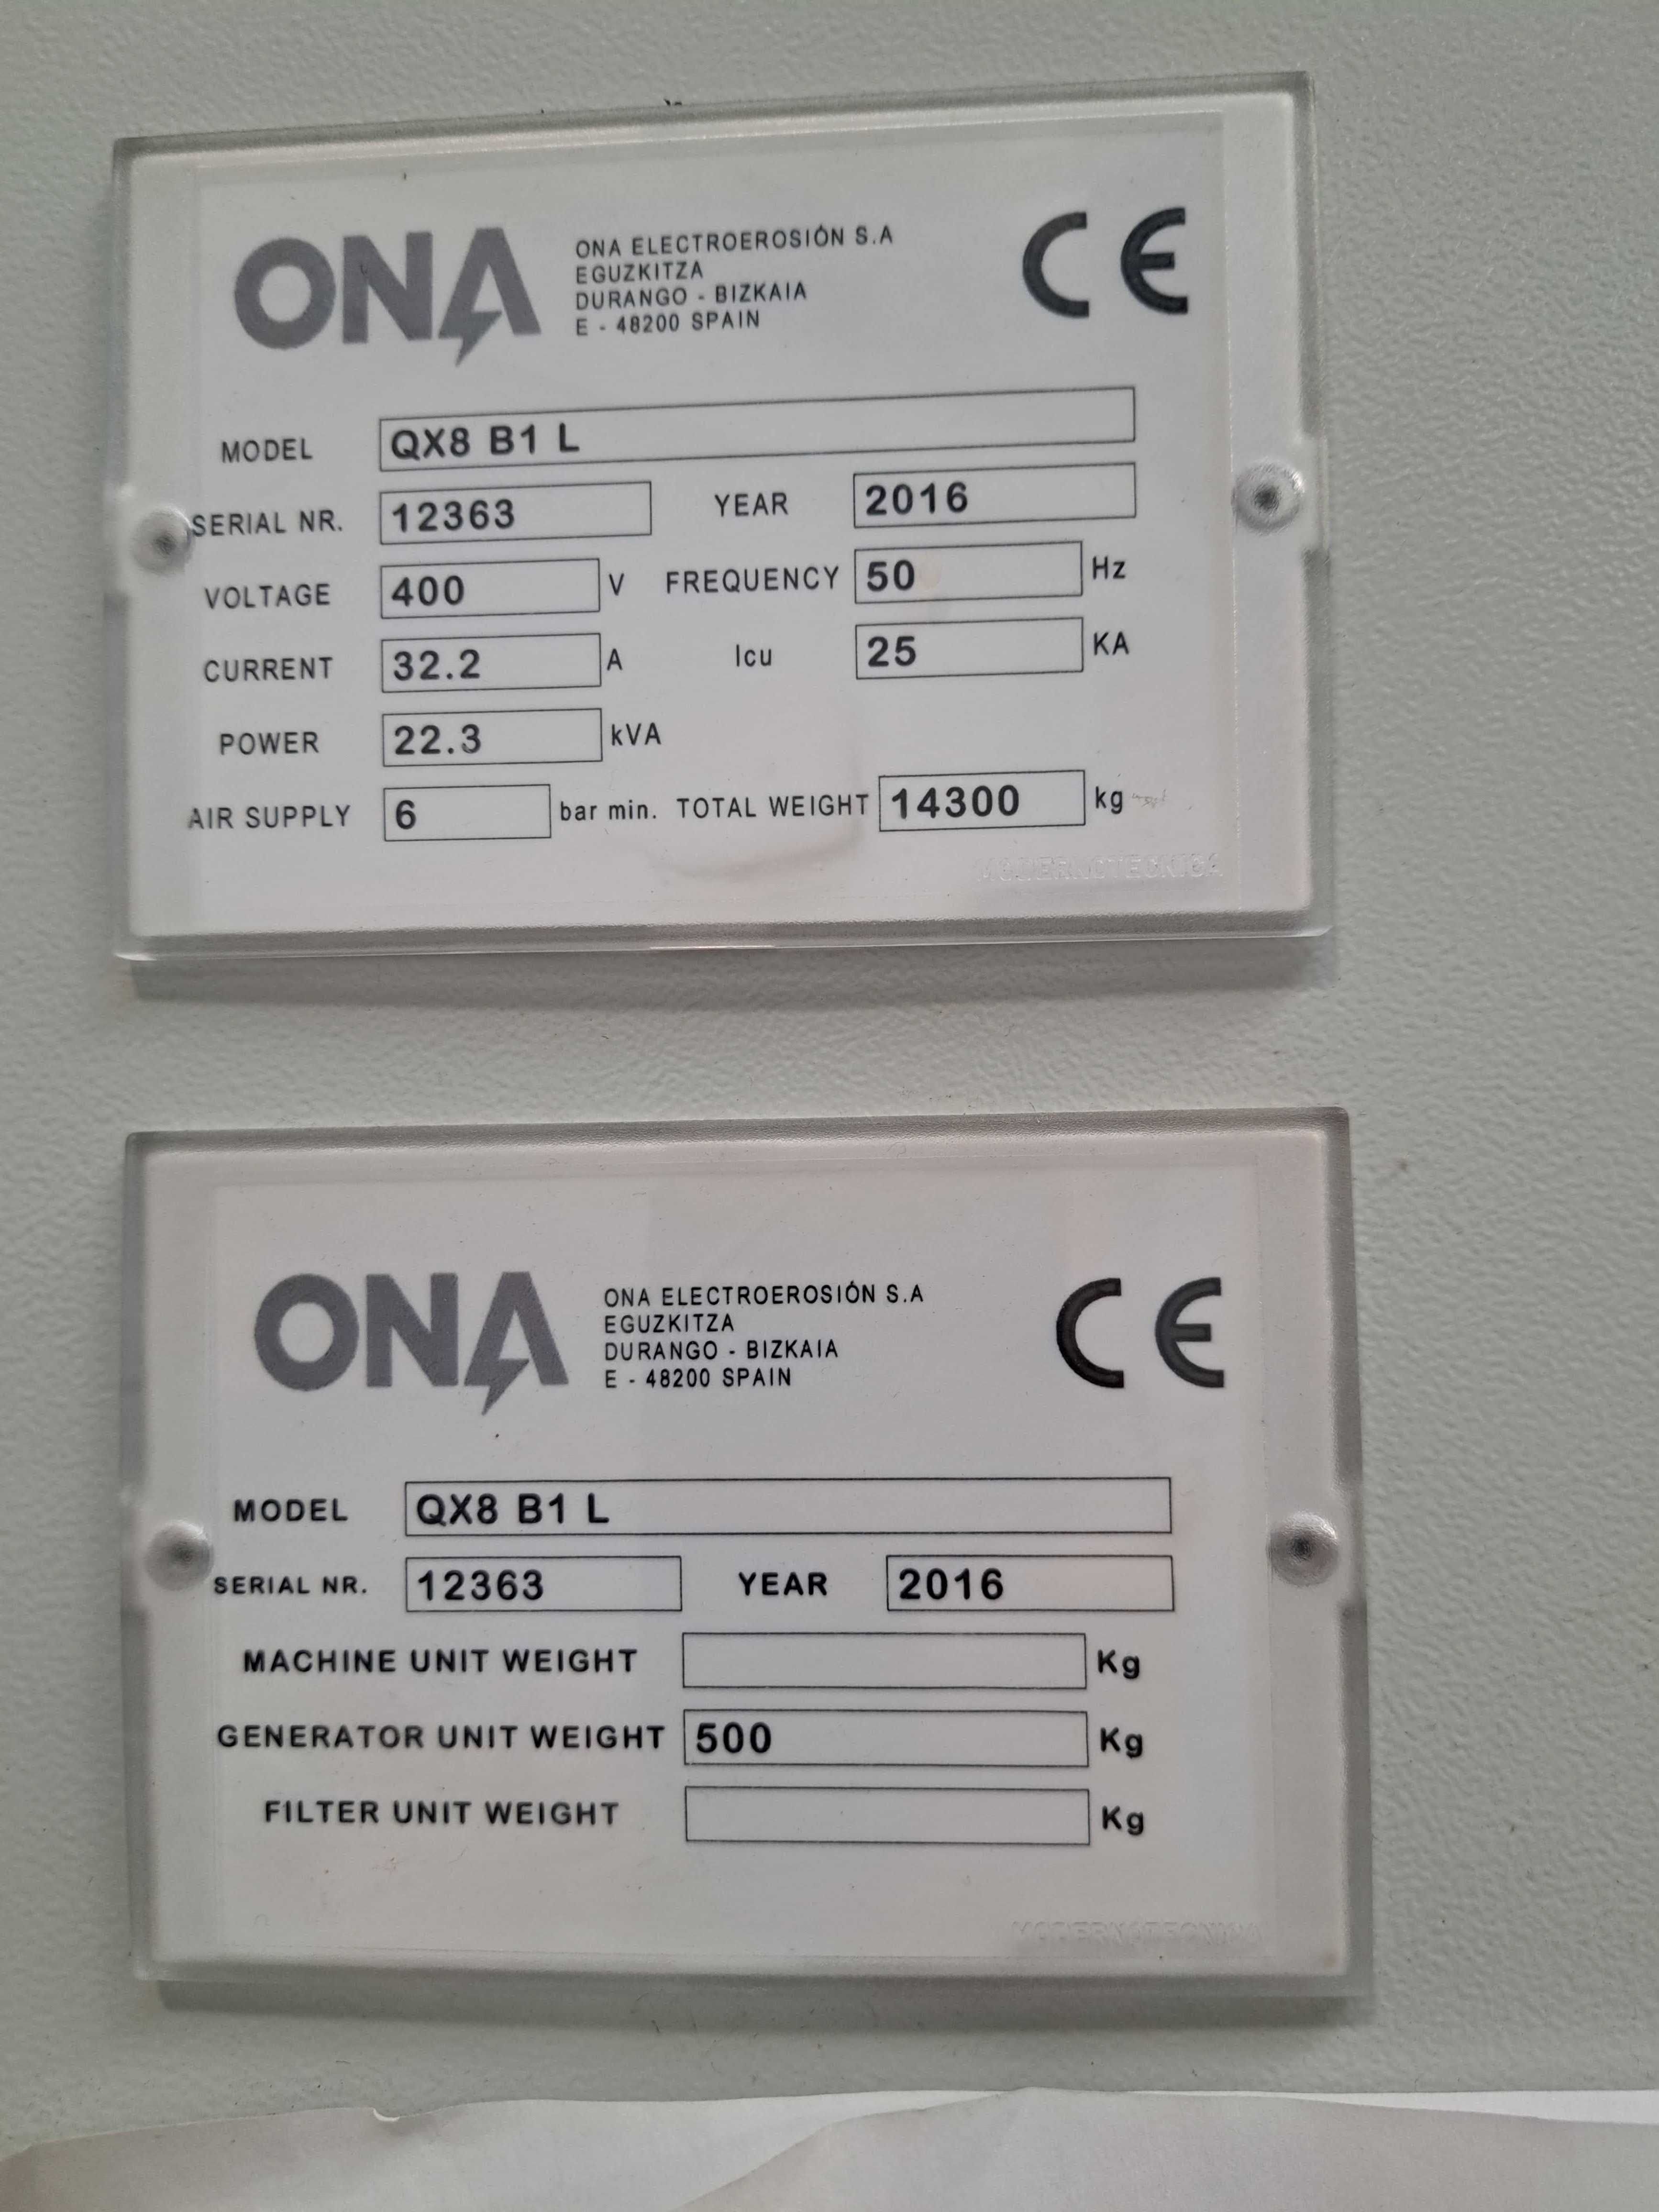 ONA
ONA ELECTROEROSIÓN S.A
EGUZKITZA
DURANGO - BIZKAIA
E - 48200 SPAIN
CE
MODEL QX8 B1 L
SERIAL NR. 12363 YEAR 2016
VOLTAGE 400 V FREQUENCY 50 Hz
CURRENT 32.2 A Icu 25 KA
POWER 22.3 kVA
AIR SUPPLY 6 bar min. TOTAL WEIGHT 14300 kg
MODERNOTECNICA
ONA
ONA ELECTROEROSIÓN S.A
EGUZKITZA
DURANGO - BIZKAIA
E - 48200 SPAIN
CE
MODEL QX8 B1 L
SERIAL NR. 12363 YEAR 2016
MACHINE UNIT WEIGHT Kg
GENERATOR UNIT WEIGHT 500 Kg
FILTER UNIT WEIGHT Kg
MODERNOTECNICA